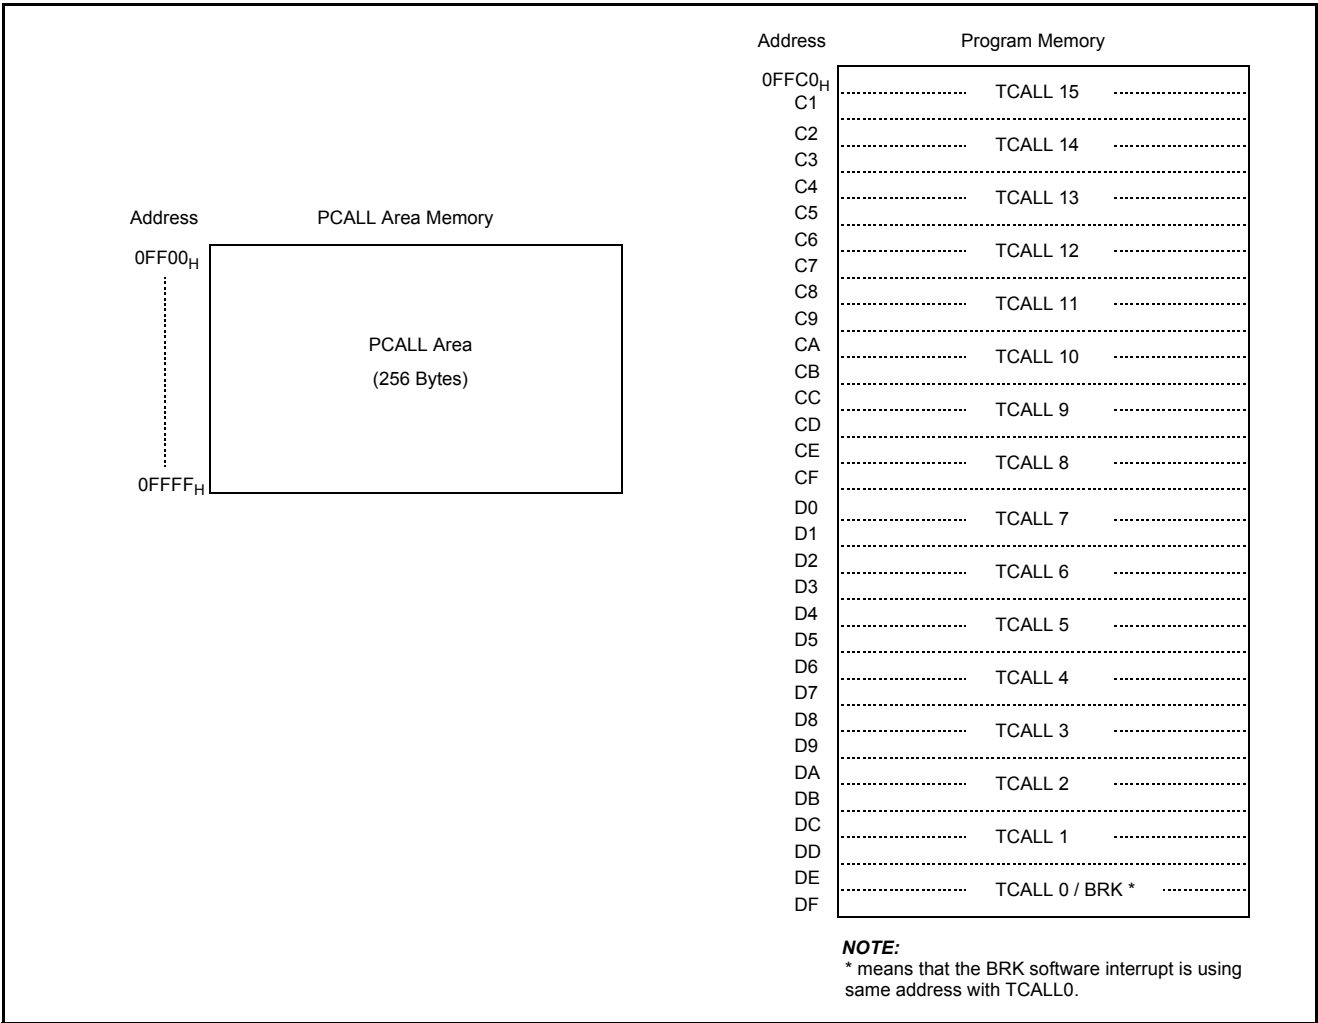 Address PCALL Area Memory
0FF00H
PCALL Area
(256 Bytes)
0FFFFH
Address Program Memory
0FFC0H
C1
TCALL 15
C2
C3
TCALL 14
C4
C5
TCALL 13
C6
C7
TCALL 12
C8
C9
TCALL 11
CA
CB
TCALL 10
CC
CD
TCALL 9
CE
CF
TCALL 8
D0
D1
TCALL 7
D2
D3
TCALL 6
D4
D5
TCALL 5
D6
D7
TCALL 4
D8
D9
TCALL 3
DA
DB
TCALL 2
DC
DD
TCALL 1
DE
DF
TCALL 0 / BRK *
NOTE:
* means that the BRK software interrupt is using
same address with TCALL0.